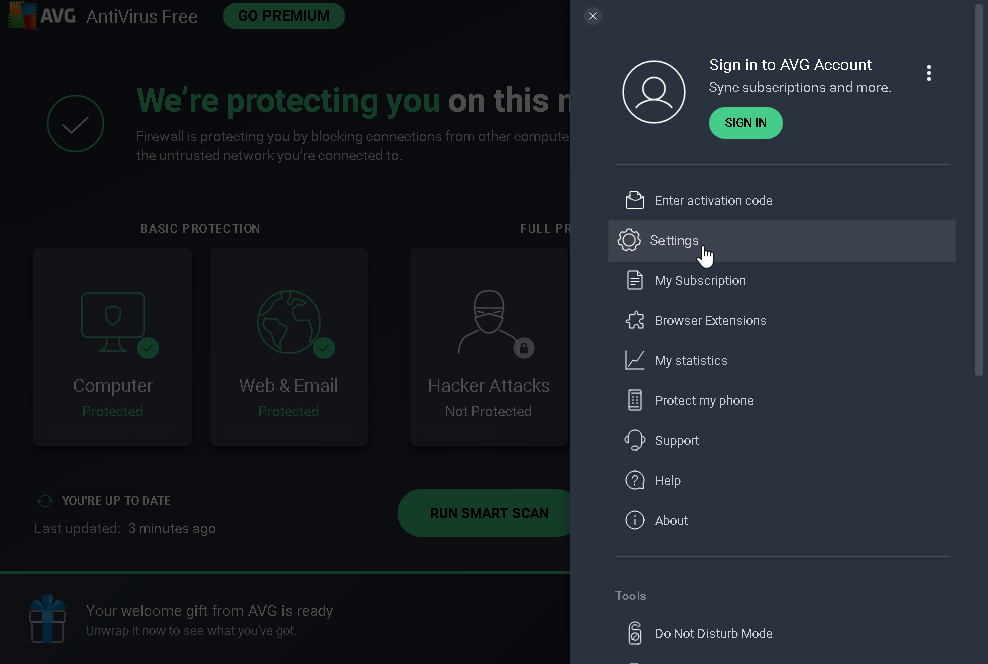 AVG AntiVirus Free GO PREMIUM
We're protecting you on this
Firewall is protecting you by blocking connections from other
the untrusted network you're connected to.
BASIC PROTECTION
FULL
Computer
Protected
Web & Email
Protected
Hacker Attacks
Not Protected
YOU'RE UP TO DATE
Last updated: 3 minutes ago
RUN SMART SCAN
Your welcome gift from AVG is ready
Unwrap it now to see what you've got.
Sign in to AVG Account
Sync subscriptions and more.
SIGN IN
Enter activation code
Settings
My Subscription
Browser Extensions
My statistics
Protect my phone
Support
Help
About
Tools
Do Not Disturb Mode